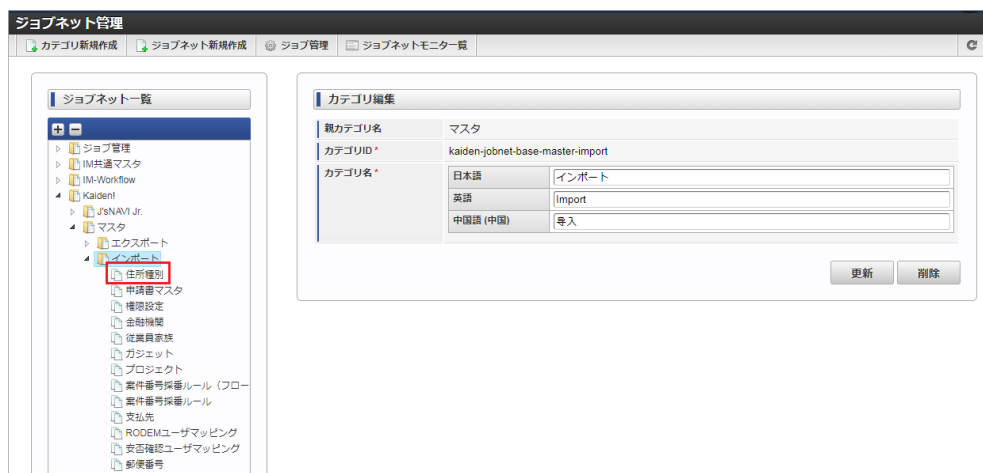 ジョブネット管理
カテゴリ新規作成 ジョブネット新規作成 ジョブ管理 ジョブネットモニター覧
ジョブネット一覧
ジョブ管理
IM共通マスタ
IM-Workflow
Kaiden!
J'sNAVI Jr.
マスタ
エクスポート
インポート
住所種別
申請書マスタ
権限設定
金融機関
従業員家族
ガジェット
プロジェクト
案件番号採番ルール（フロー
案件番号採番ルール
支払先
RODEMユーザマッピング
安否確認ユーザマッピング
郵便番号
カテゴリ編集
親カテゴリ名 マスタ
カテゴリID * kaiden-jobnet-base-master-import
カテゴリ名 *
日本語 インポート
英語 Import
中国語 (中国) 导入
更新 削除